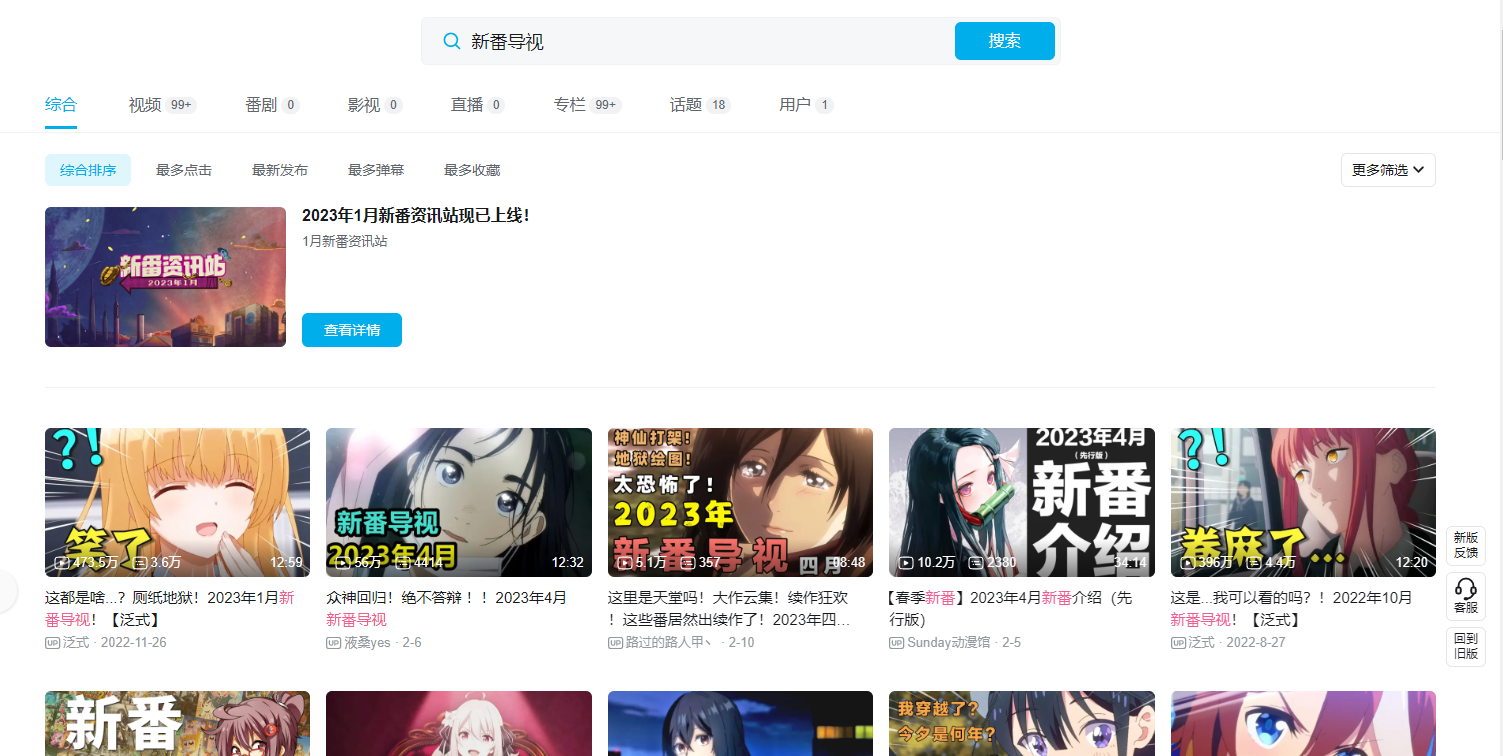 新番导视
搜索
综合
视频 99+
番剧 0
影视 0
直播 0
专栏 99+
话题 18
用户 1
综合排序
最多点击
最新发布
最多弹幕
最多收藏
更多筛选
新番资讯站
2023年1月
2023年1月新番资讯站现已上线！
1月新番资讯站
查看详情
?!
笑了
473.5万 3.6万 12:59
这都是啥...？厕纸地狱！2023年1月新
番导视！【泛式】
UP 泛式 · 2022-11-26
新番导视
2023年4月
56万 4414 12:32
众神回归！绝不答辩 ！！2023年4月
新番导视
UP 液桑yes · 2-6
神仙打架！
地狱绘图！
太恐怖了！
2023年
新番导视 四月
5.1万 357 08:48
这里是天堂吗！大作云集！续作狂欢
！这些番居然出续作了！2023年四...
UP 路过的路人甲丶 · 2-10
2023年4月
（先行版）
新番
介绍
10.2万 2380 34:14
【春季新番】2023年4月新番介绍（先
行版）
UP Sunday动漫馆 · 2-5
?!
卷麻了...
396万 4.4万 12:20
这是...我可以看的吗？！2022年10月
新番导视！【泛式】
UP 泛式 · 2022-8-27
新版
反馈
客服
回到
旧版
新番
我穿越了?
今夕是何年?